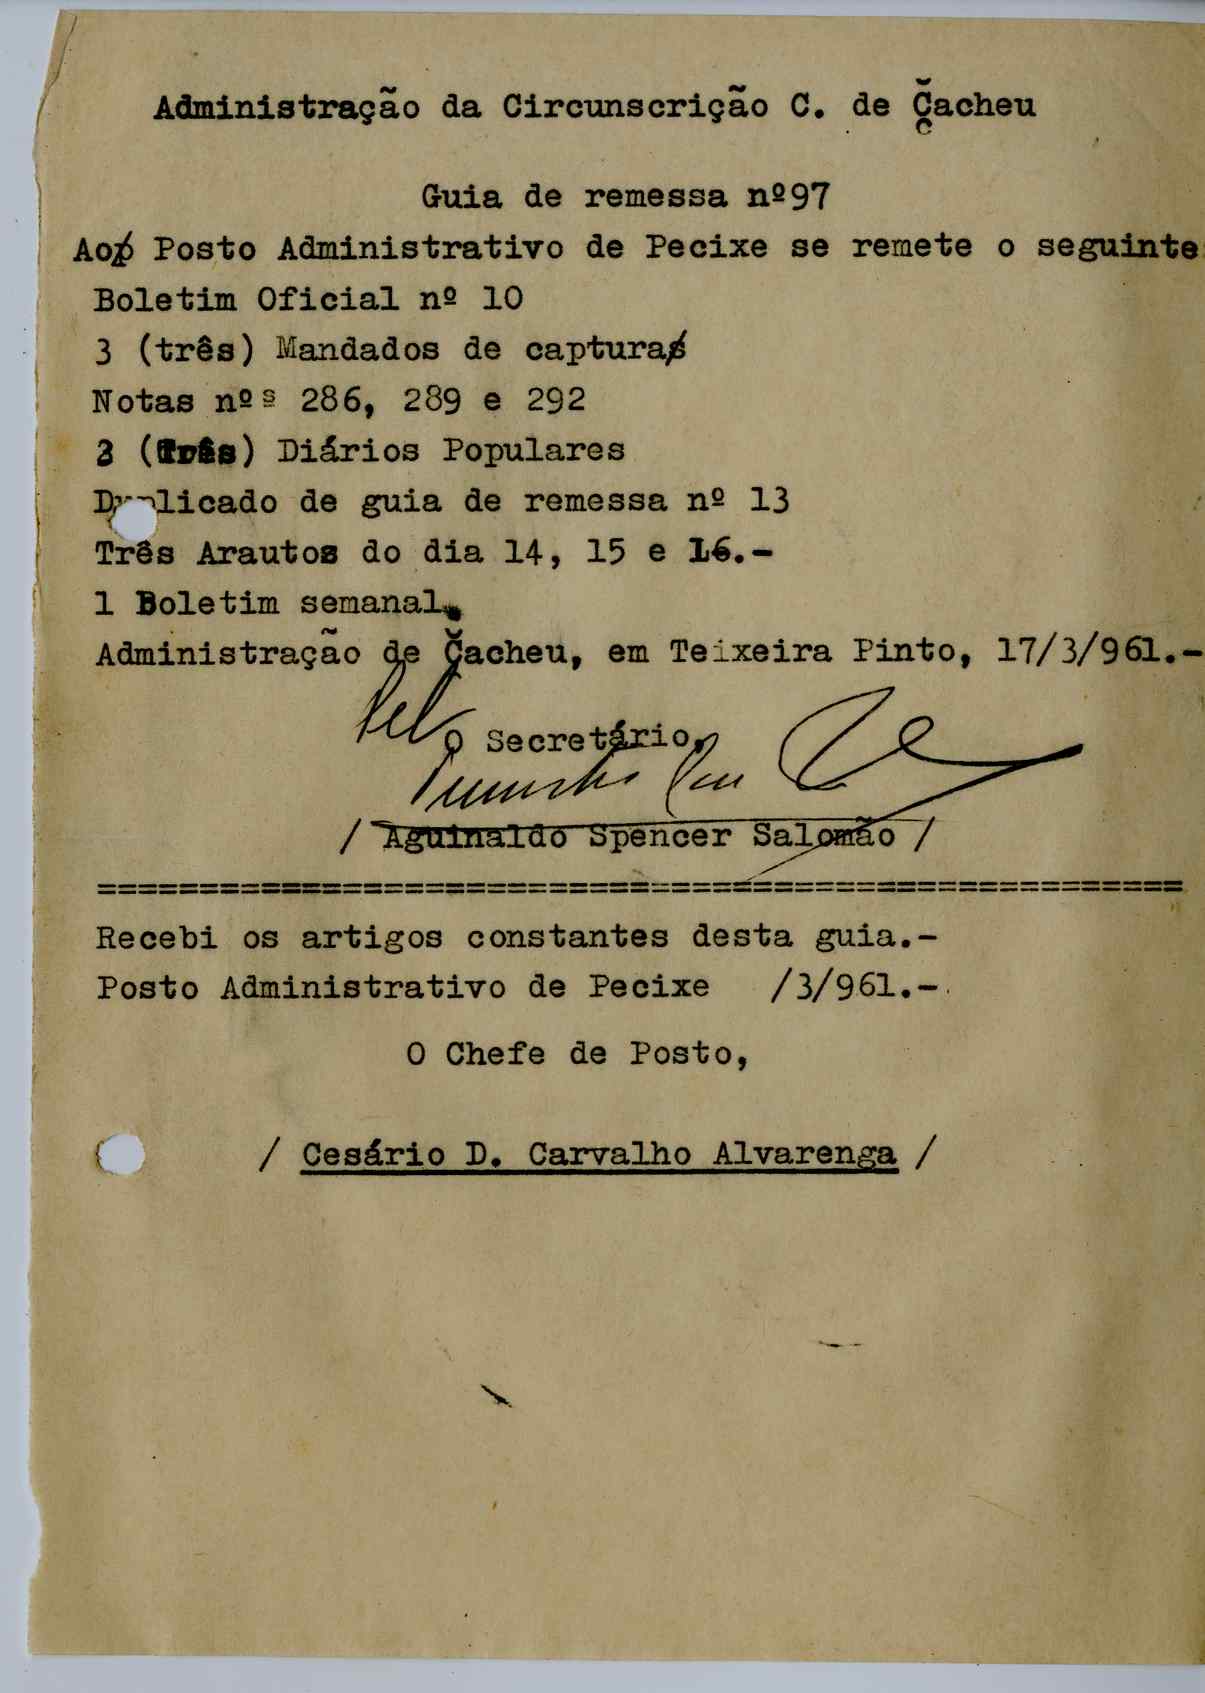 Administração da Circunscrição C. de Cacheu
Guia de remessa nº97
Ao Posto Administrativo de Pecixe se remete o seguinte
Boletim Oficial nº 10
3 (três) Mandados de captura
Notas nºs 286, 289 e 292
3 (Três) Diários Populares
Duplicado de guia de remessa nº 13
Três Arautos do dia 14, 15 e 16.-
1 Boletim semanal.
Administração de Cacheu, em Teixeira Pinto, 17/3/961.-
O Secretário,
/ Aguinaldo Spencer Salomão /
=====================================================
Recebi os artigos constantes desta guia.-
Posto Administrativo de Pecixe /3/961.-
O Chefe de Posto,
/ Cesário D. Carvalho Alvarenga /